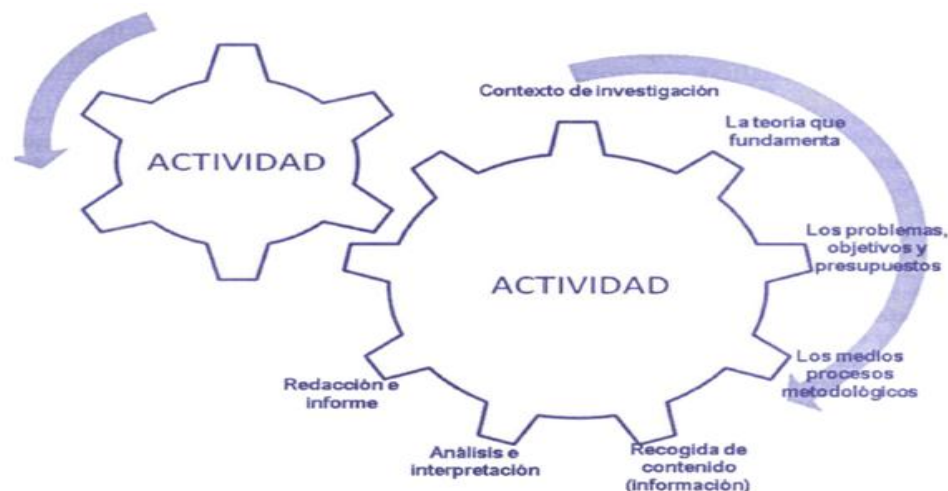 ACTIVIDAD
Contexto de investigación
La teoria que
fundamenta
Los problemas,
objetivos y
presupuestos
ACTIVIDAD
Los medios
procesos
metodológicos
Recogida de
contenido
(información)
Análisis e
interpretación
Redacción e
informe